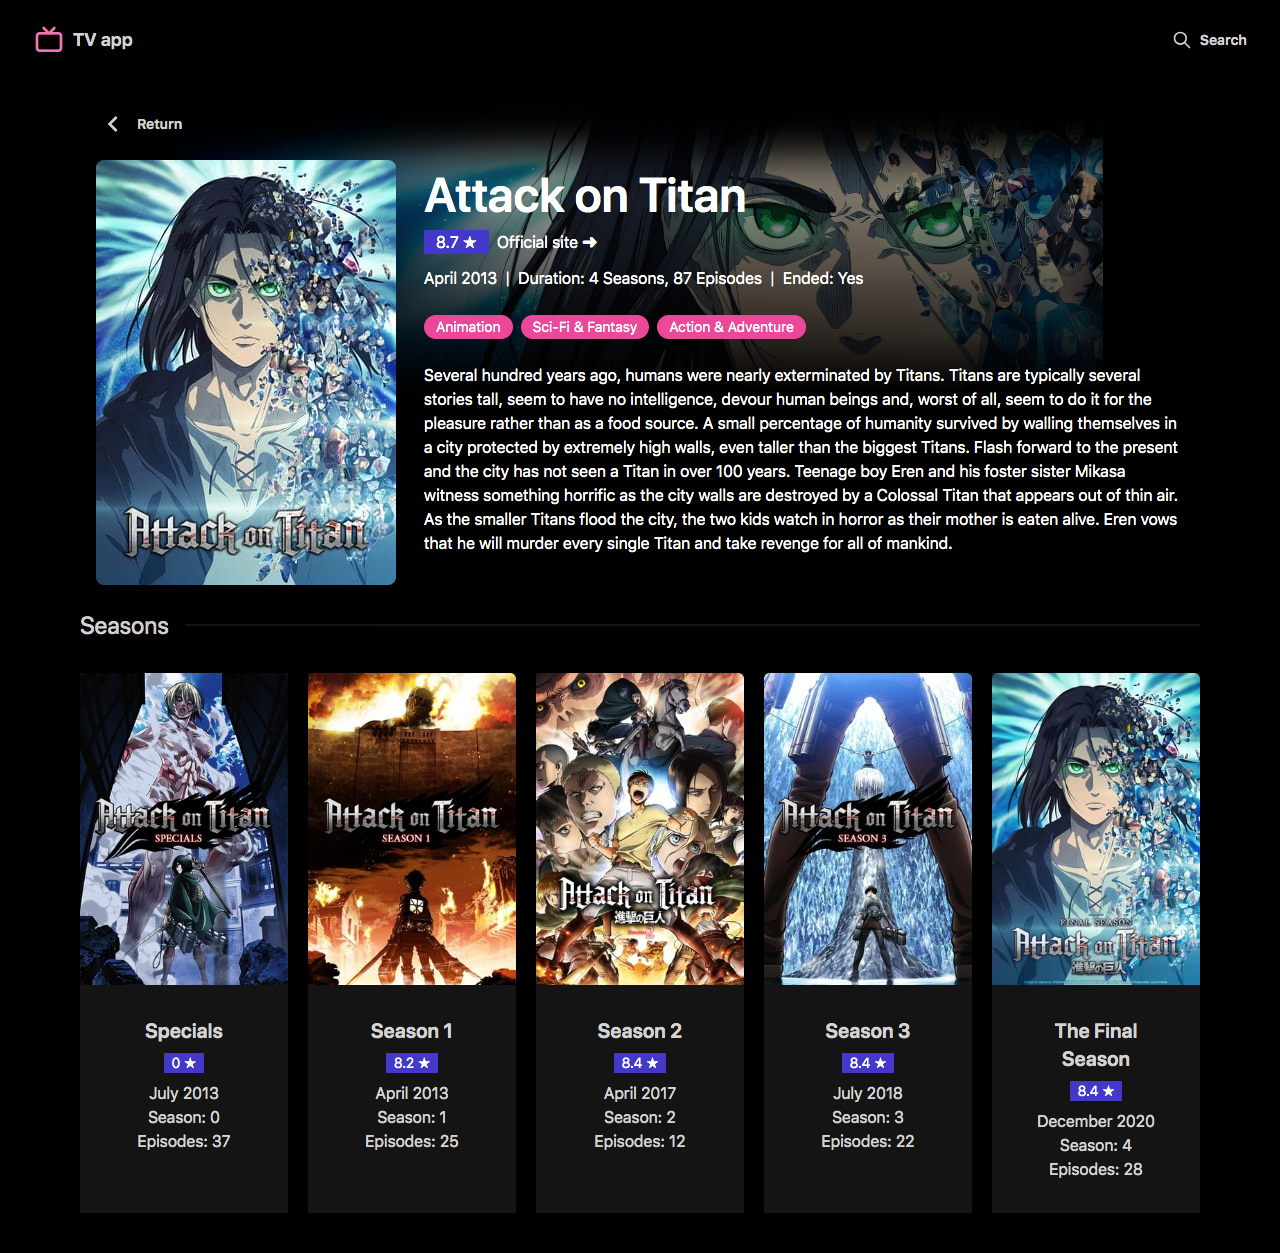 TV app
Search
Return
Attack on Titan
Attack on Titan
8.7 ★ Official site ➜
April 2013 | Duration: 4 Seasons, 87 Episodes | Ended: Yes
Animation Sci-Fi & Fantasy Action & Adventure
Several hundred years ago, humans were nearly exterminated by Titans. Titans are typically several
stories tall, seem to have no intelligence, devour human beings and, worst of all, seem to do it for the
pleasure rather than as a food source. A small percentage of humanity survived by walling themselves in
a city protected by extremely high walls, even taller than the biggest Titans. Flash forward to the present
and the city has not seen a Titan in over 100 years. Teenage boy Eren and his foster sister Mikasa
witness something horrific as the city walls are destroyed by a Colossal Titan that appears out of thin air.
As the smaller Titans flood the city, the two kids watch in horror as their mother is eaten alive. Eren vows
that he will murder every single Titan and take revenge for all of mankind.
Seasons
Attack on Titan
SPECIALS
Specials
0 ★
July 2013
Season: 0
Episodes: 37
Attack on Titan
SEASON 1
Season 1
8.2 ★
April 2013
Season: 1
Episodes: 25
Attack on Titan
進撃の巨人
Season 2
8.4 ★
April 2017
Season: 2
Episodes: 12
Attack on Titan
SEASON 3
Season 3
8.4 ★
July 2018
Season: 3
Episodes: 22
FINAL SEASON
Attack on Titan
進撃の巨人
The Final
Season
8.4 ★
December 2020
Season: 4
Episodes: 28